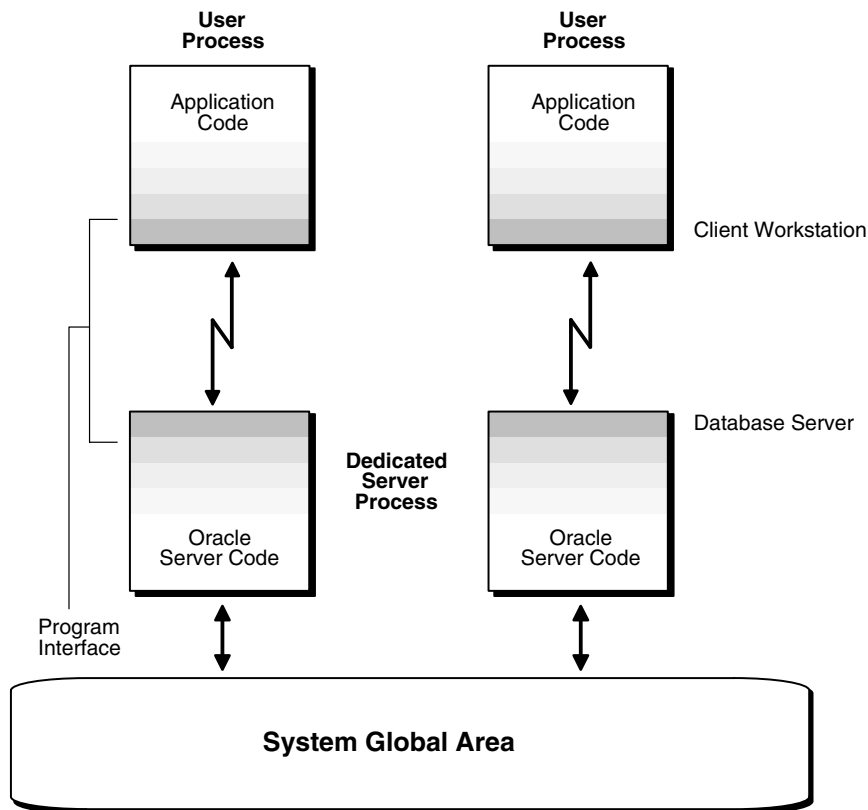 User
Process
User
Process
Application
Code
Application
Code
Client Workstation
Database Server
Dedicated
Server
Process
Oracle
Server Code
Oracle
Server Code
Program
Interface
System Global Area